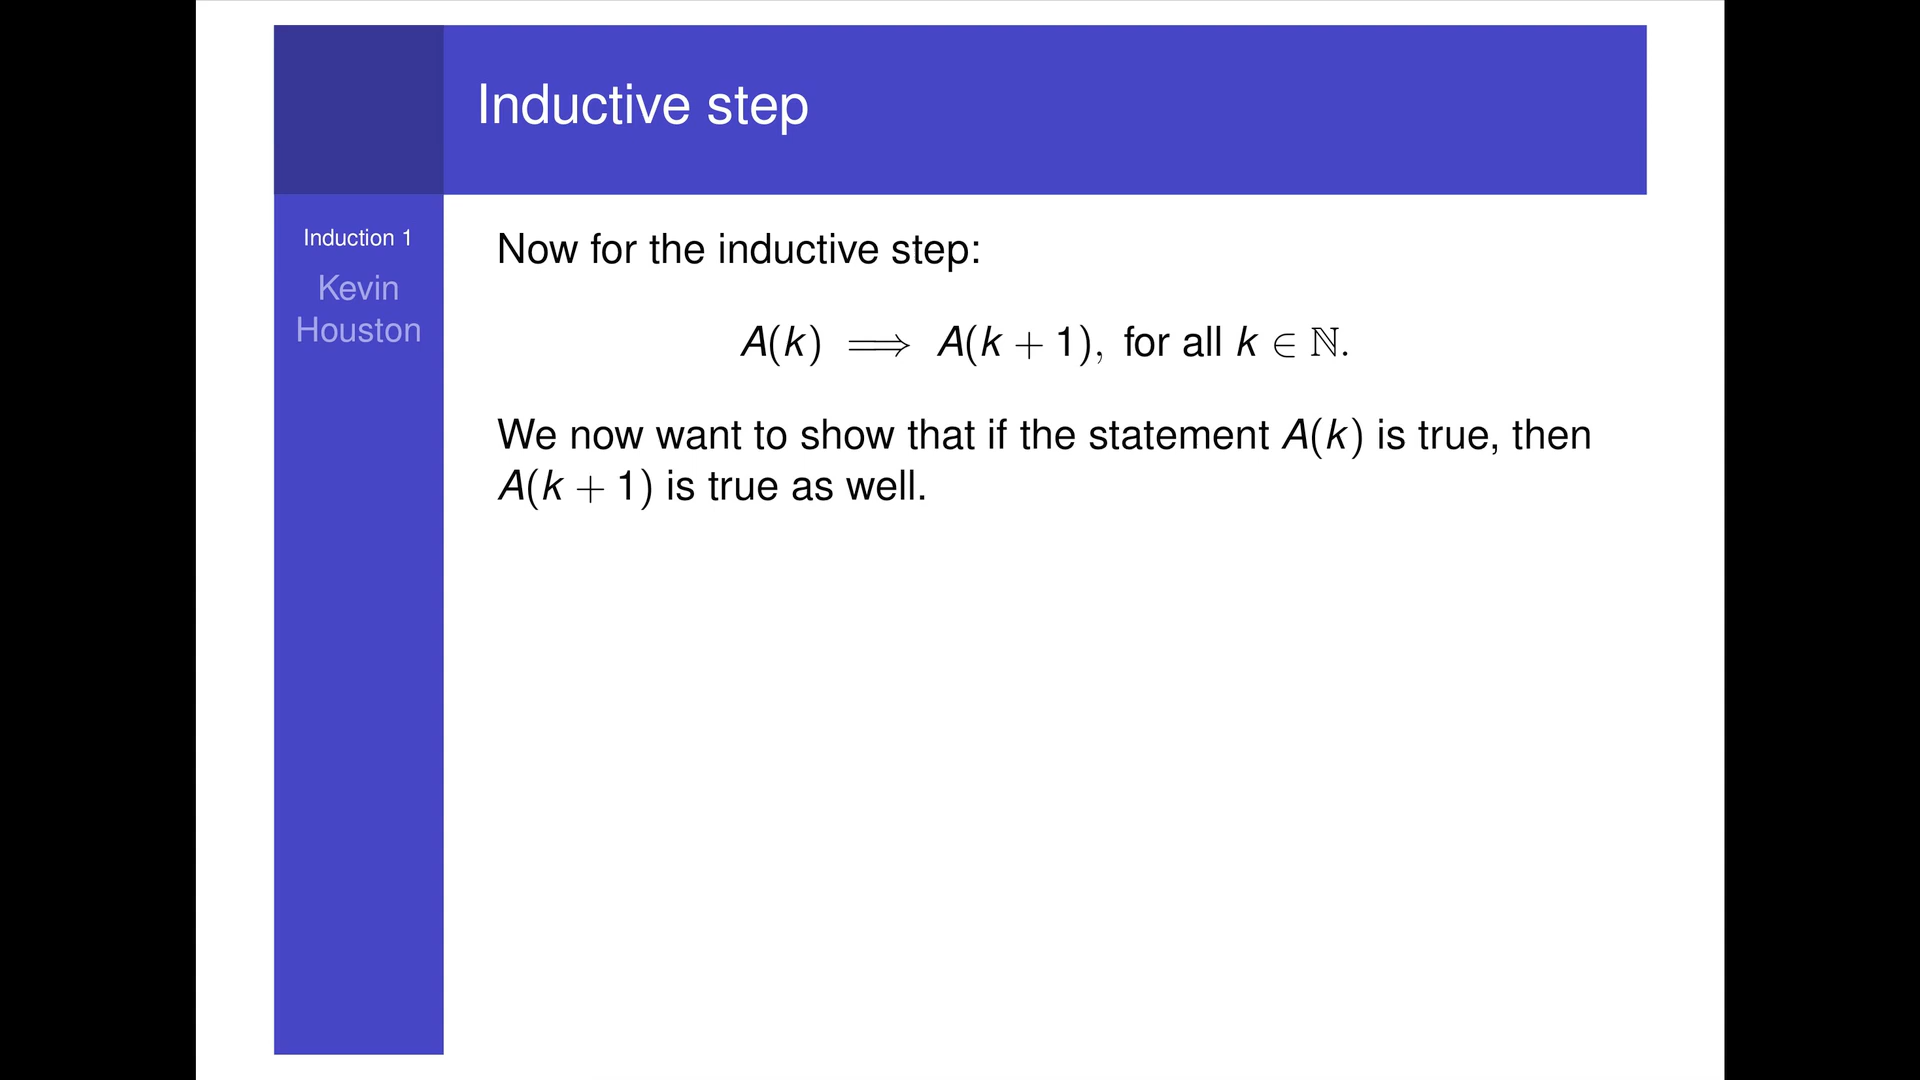 Inductive step
Induction 1
Kevin
Houston
Now for the inductive step:
A(k) ⟹ A(k + 1), for all k ∈ ℕ.
We now want to show that if the statement A(k) is true, then
A(k + 1) is true as well.